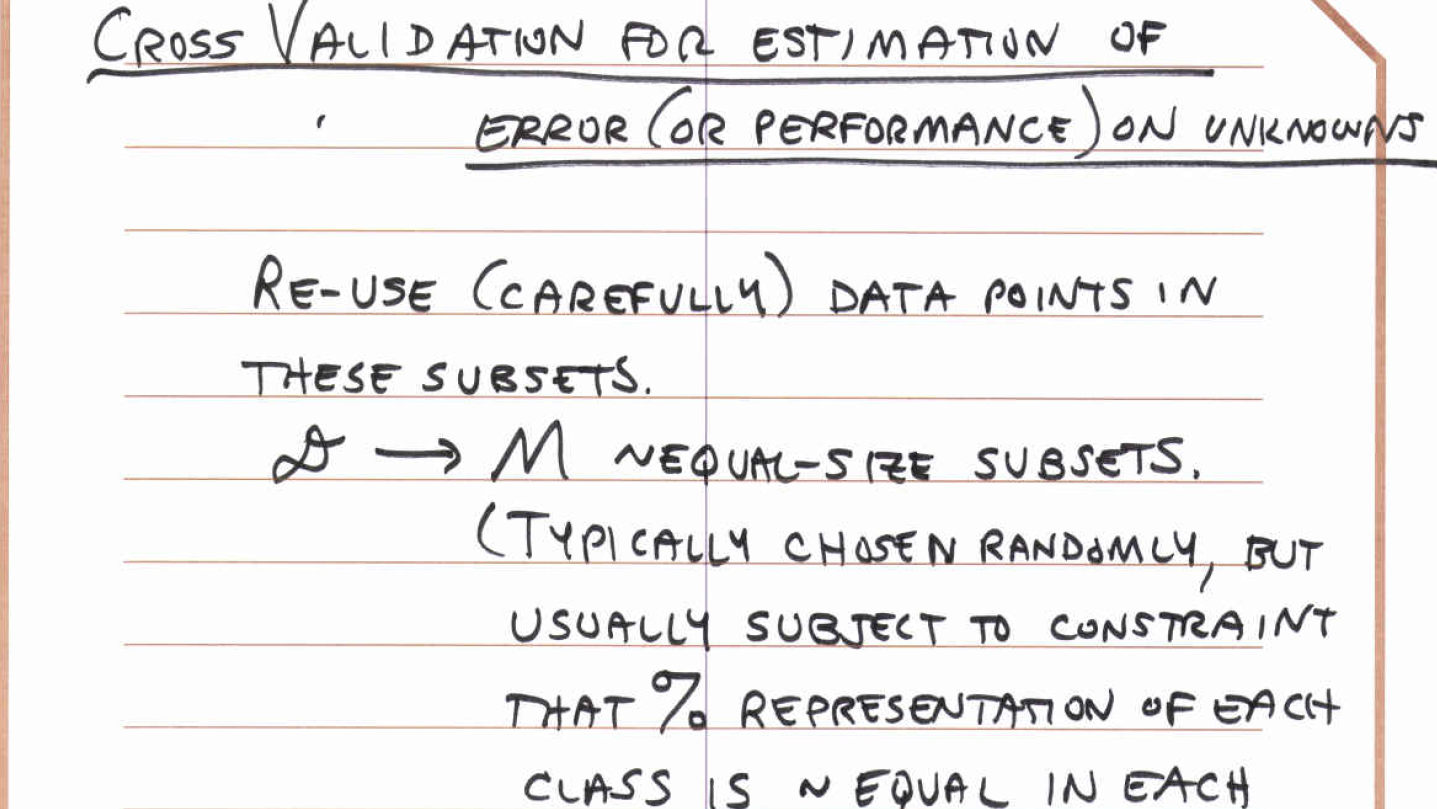 CROSS VALIDATION FOR ESTIMATION OF
ERROR (OR PERFORMANCE) ON UNKNOWNS
RE-USE (CAREFULLY) DATA POINTS IN
THESE SUBSETS.
𝒟 → M ~EQUAL-SIZE SUBSETS.
(TYPICALLY CHOSEN RANDOMLY, BUT
USUALLY SUBJECT TO CONSTRAINT
THAT % REPRESENTATION OF EACH
CLASS IS ~ EQUAL IN EACH